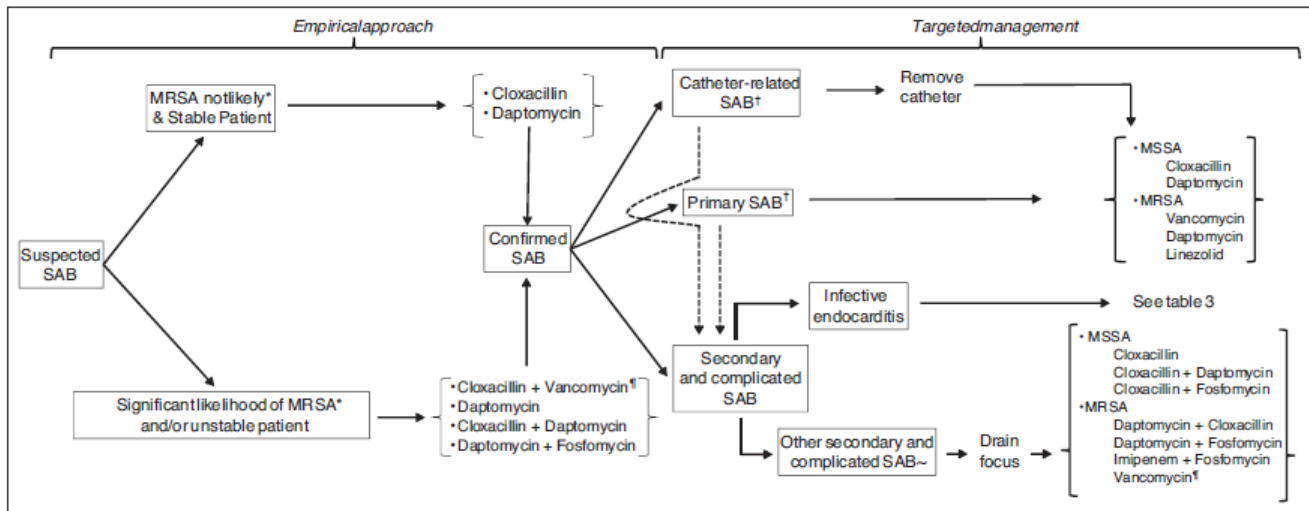 Empiricalapproach
Targetedmanagement
Suspected
SAB
MRSA notlikely*
& Stable Patient
• Cloxacillin
• Daptomycin
Significant likelihood of MRSA*
and/or unstable patient
• Cloxacillin + Vancomycin¶
• Daptomycin
• Cloxacillin + Daptomycin
• Daptomycin + Fosfomycin
Confirmed
SAB
Catheter-related
SAB†
Remove
catheter
Primary SAB†
• MSSA
Cloxacillin
Daptomycin
• MRSA
Vancomycin
Daptomycin
Linezolid
Secondary
and complicated
SAB
Infective
endocarditis
See table 3
Other secondary and
complicated SAB~
Drain
focus
• MSSA
Cloxacillin
Cloxacillin + Daptomycin
Cloxacillin + Fosfomycin
• MRSA
Daptomycin + Cloxacillin
Daptomycin + Fosfomycin
Imipenem + Fosfomycin
Vancomycin¶